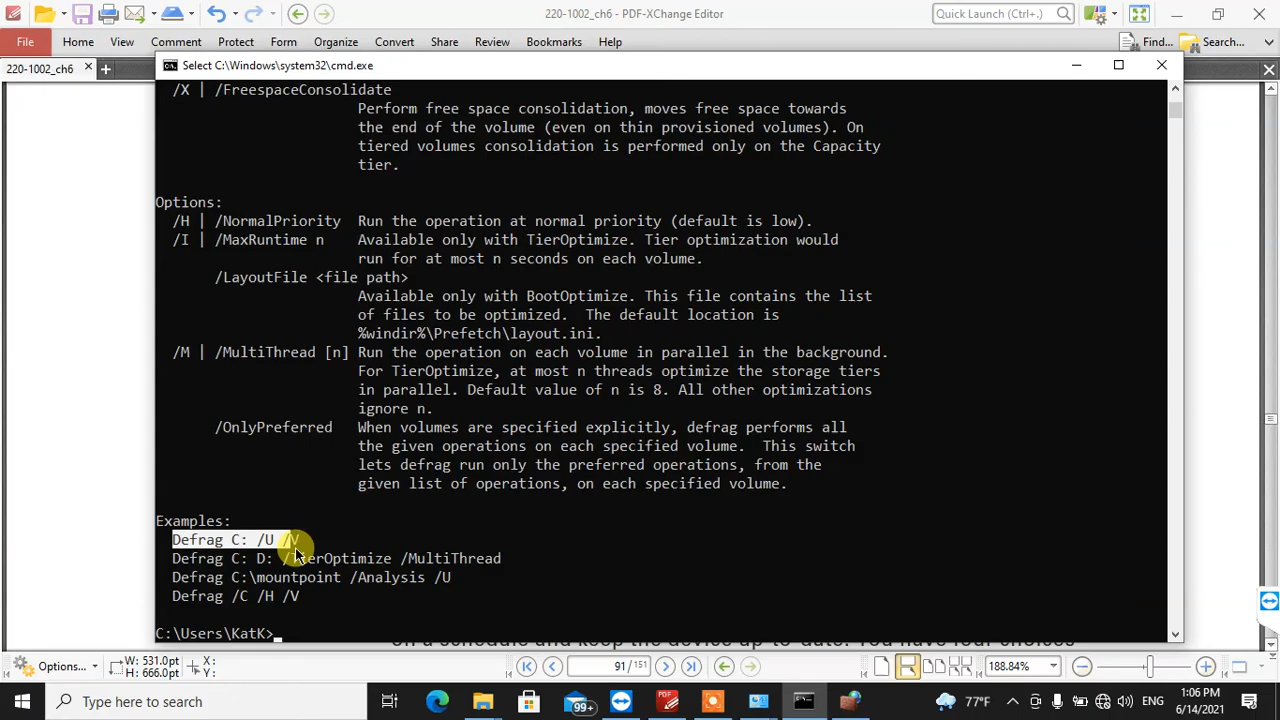 220-1002_ch6 - PDF-XChange Editor
Quick Launch (Ctrl+.)
File Home View Comment Protect Form Organize Convert Share Review Bookmarks Help Find... Search...
220-1002_ch6
Select C:\Windows\system32\cmd.exe
/X | /FreespaceConsolidate
Perform free space consolidation, moves free space towards
the end of the volume (even on thin provisioned volumes). On
tiered volumes consolidation is performed only on the Capacity
tier.
Options:
/H | /NormalPriority Run the operation at normal priority (default is low).
/I | /MaxRuntime n Available only with TierOptimize. Tier optimization would
run for at most n seconds on each volume.
/LayoutFile <file path>
Available only with BootOptimize. This file contains the list
of files to be optimized. The default location is
%windir%\Prefetch\layout.ini.
/M | /MultiThread [n] Run the operation on each volume in parallel in the background.
For TierOptimize, at most n threads optimize the storage tiers
in parallel. Default value of n is 8. All other optimizations
ignore n.
/OnlyPreferred When volumes are specified explicitly, defrag performs all
the given operations on each specified volume. This switch
lets defrag run only the preferred operations, from the
given list of operations, on each specified volume.
Examples:
Defrag C: /U /V
Defrag C: D: /TierOptimize /MultiThread
Defrag C:\mountpoint /Analysis /U
Defrag /C /H /V
C:\Users\KatK>
Options... W: 531.0pt X:
H: 666.0pt Y:
91 / 151
188.84%
Type here to search
99+
77°F
ENG
1:06 PM
6/14/2021